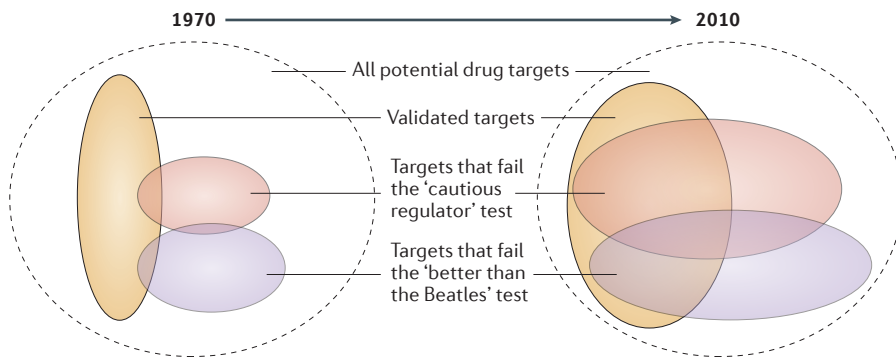 1970
2010
All potential drug targets
Validated targets
Targets that fail
the ‘cautious
regulator’ test
Targets that fail
the ‘better than
the Beatles’ test